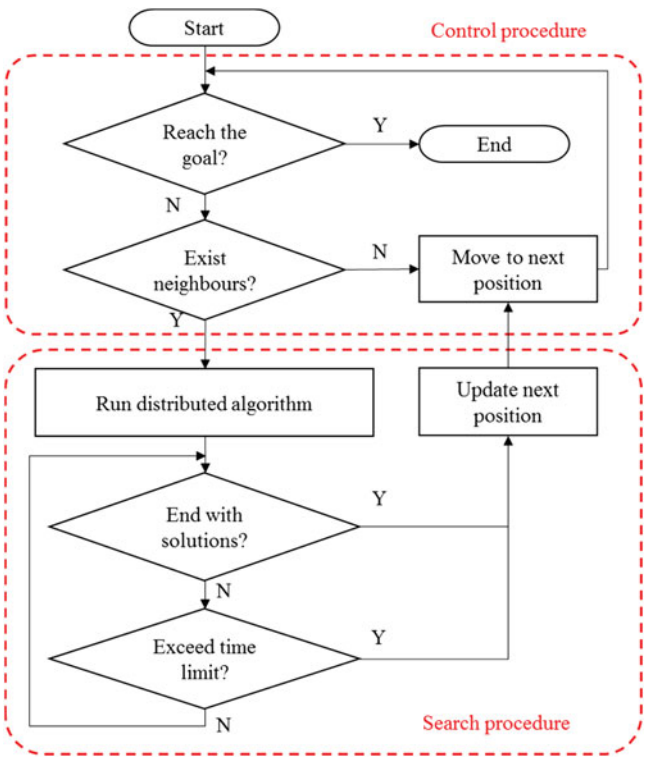 Start
Control procedure
Reach the
goal?
Y
End
N
Exist
neighbours?
N
Move to next
position
Y
Run distributed algorithm
Update next
position
End with
solutions?
Y
N
Exceed time
limit?
Y
N
Search procedure